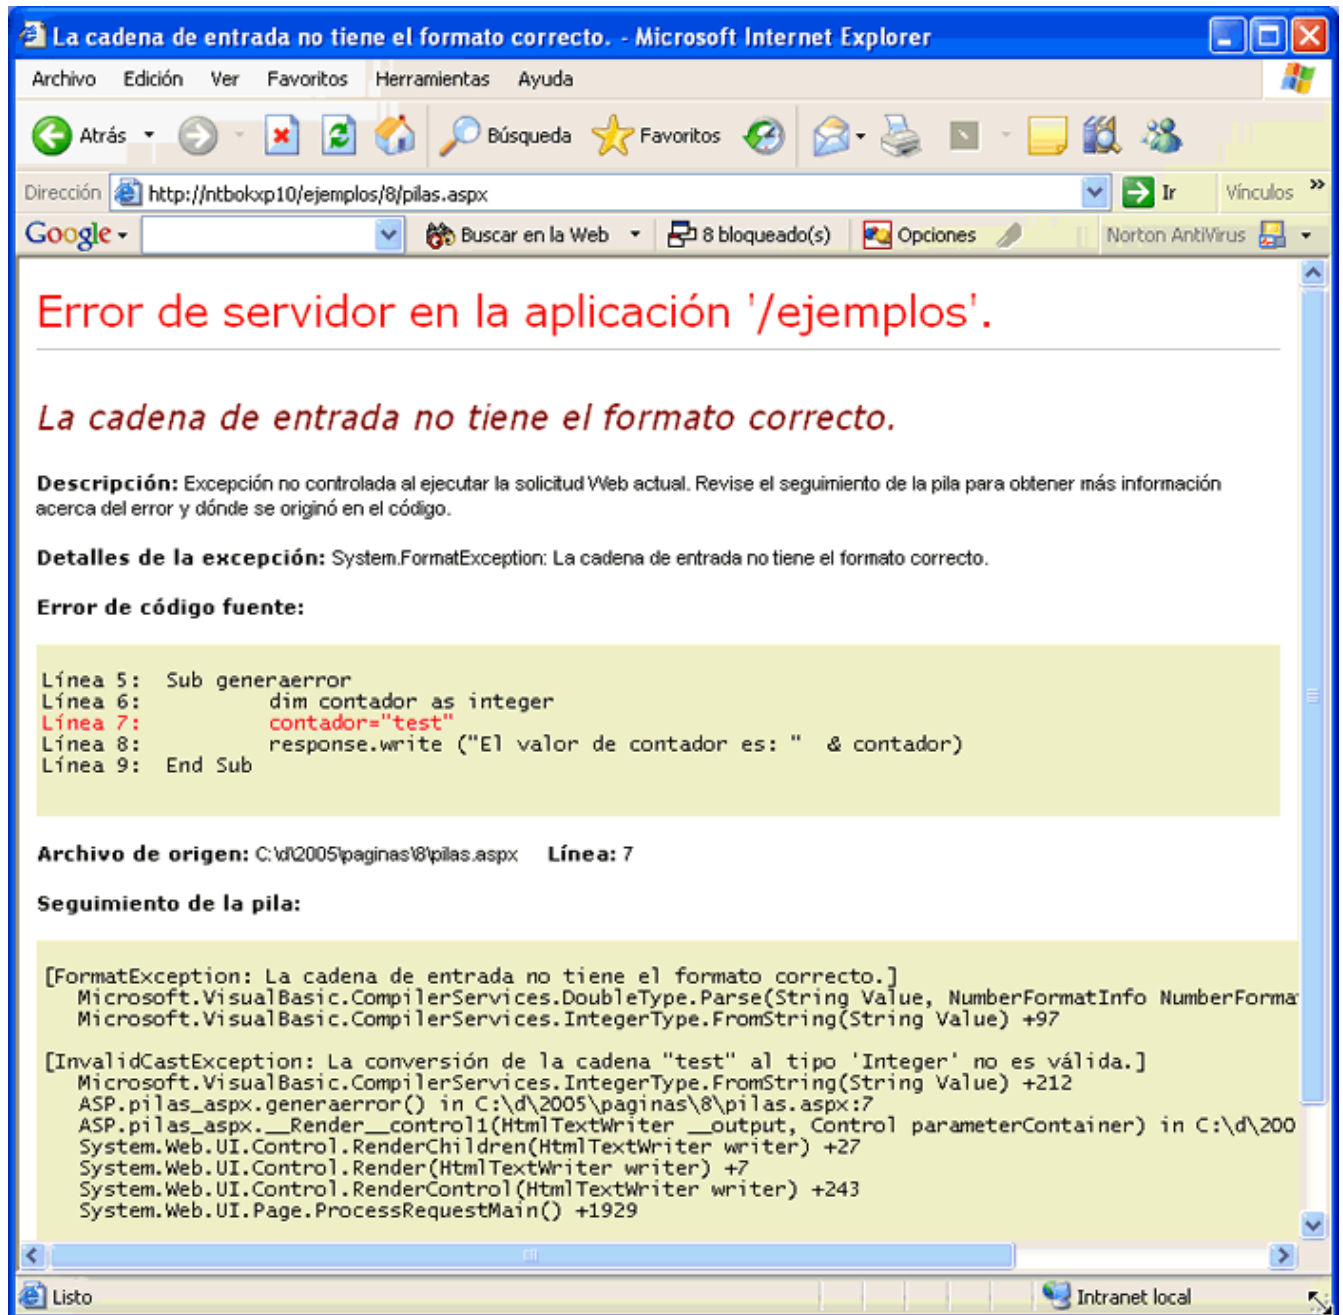 La cadena de entrada no tiene el formato correcto. - Microsoft Internet Explorer
Archivo Edición Ver Favoritos Herramientas Ayuda
Atrás Búsqueda Favoritos
Dirección http://ntbokxp10/ejemplos/8/pilas.aspx Ir Vínculos »
Google Buscar en la Web 8 bloqueado(s) Opciones Norton AntiVirus
Error de servidor en la aplicación '/ejemplos'.
La cadena de entrada no tiene el formato correcto.
Descripción: Excepción no controlada al ejecutar la solicitud Web actual. Revise el seguimiento de la pila para obtener más información
acerca del error y dónde se originó en el código.
Detalles de la excepción: System.FormatException: La cadena de entrada no tiene el formato correcto.
Error de código fuente:
Línea 5:  Sub generaerror
Línea 6:          dim contador as integer
Línea 7:          contador="test"
Línea 8:          response.write ("El valor de contador es: "  & contador)
Línea 9:  End Sub
Archivo de origen: C:\d\2005\paginas\8\pilas.aspx    Línea: 7
Seguimiento de la pila:
[FormatException: La cadena de entrada no tiene el formato correcto.]
   Microsoft.VisualBasic.CompilerServices.DoubleType.Parse(String Value, NumberFormatInfo NumberForma
   Microsoft.VisualBasic.CompilerServices.IntegerType.FromString(String Value) +97
[InvalidCastException: La conversión de la cadena "test" al tipo 'Integer' no es válida.]
   Microsoft.VisualBasic.CompilerServices.IntegerType.FromString(String Value) +212
   ASP.pilas_aspx.generaerror() in C:\d\2005\paginas\8\pilas.aspx:7
   ASP.pilas_aspx.__Render__control1(HtmlTextWriter __output, Control parameterContainer) in C:\d\200
   System.Web.UI.Control.RenderChildren(HtmlTextWriter writer) +27
   System.Web.UI.Control.Render(HtmlTextWriter writer) +7
   System.Web.UI.Control.RenderControl(HtmlTextWriter writer) +243
   System.Web.UI.Page.ProcessRequestMain() +1929
Listo Intranet local